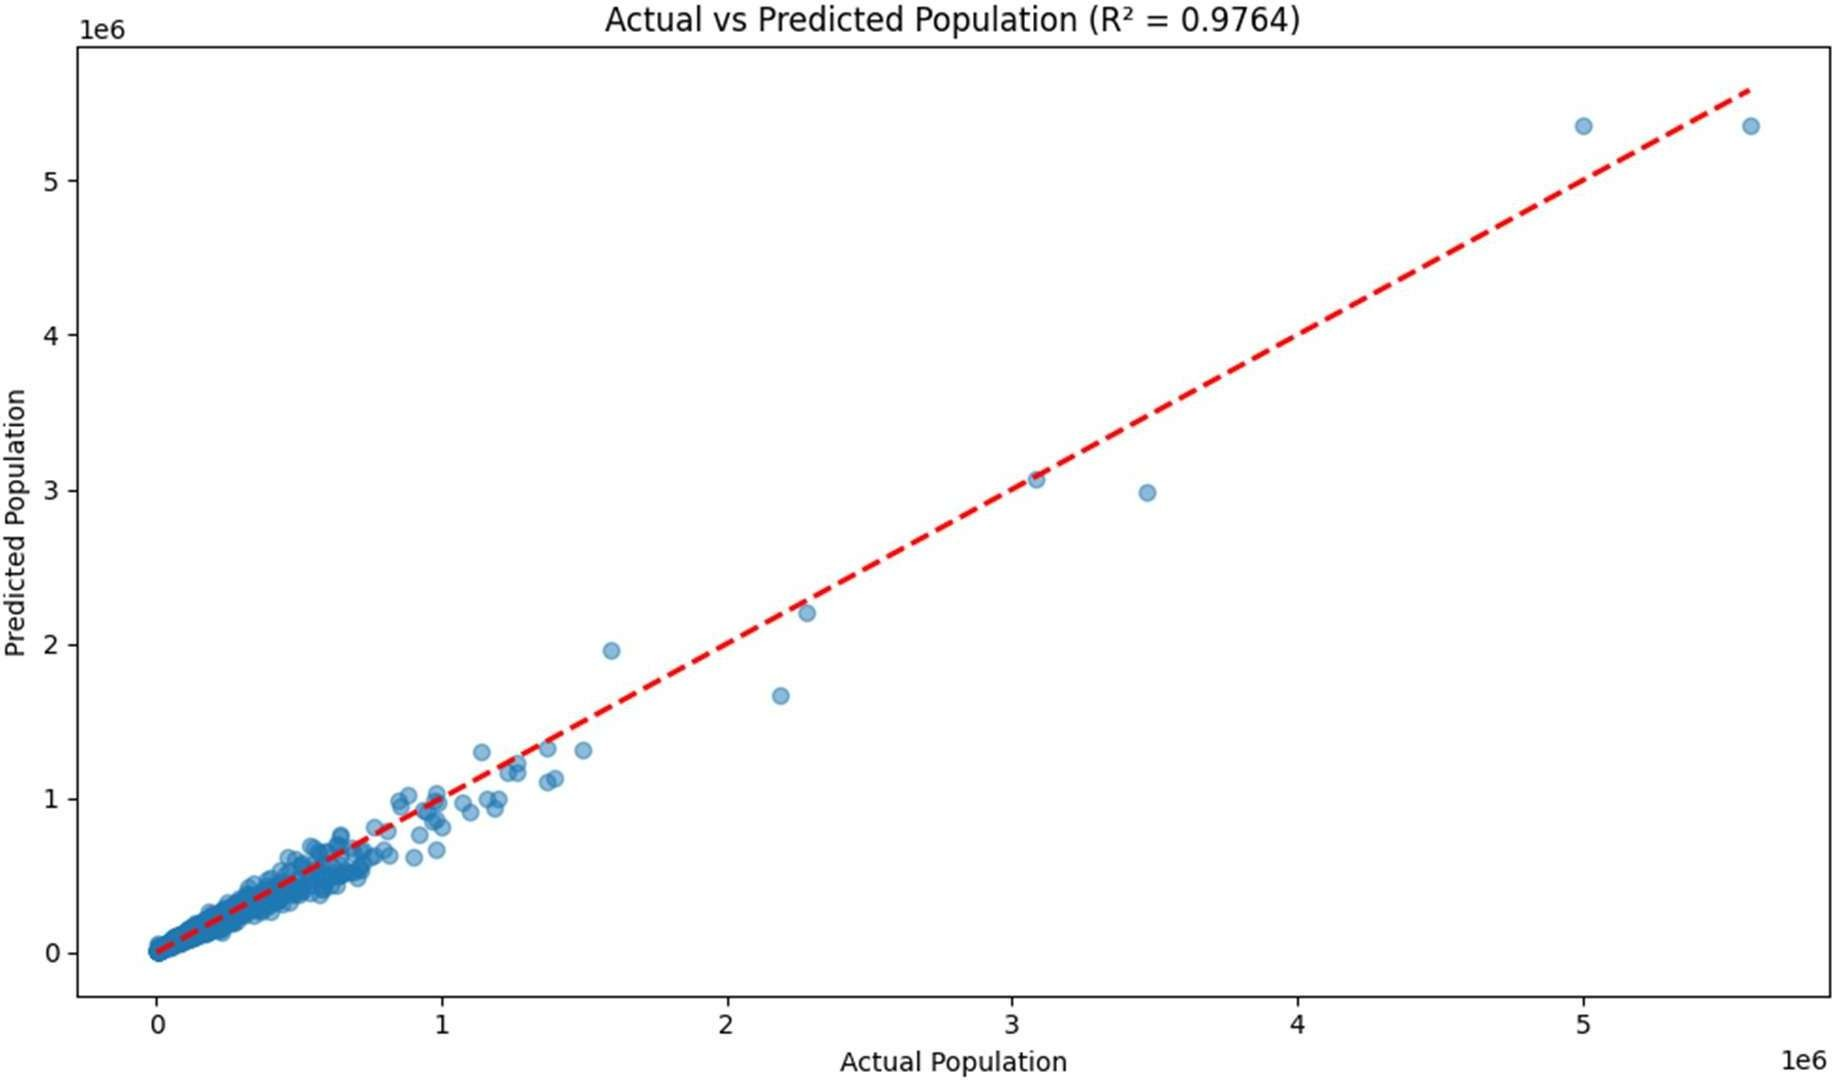 Actual vs Predicted Population (R² = 0.9764)
1e6
5
4
3
2
1
0
Predicted Population
0 1 2 3 4 5
Actual Population
1e6